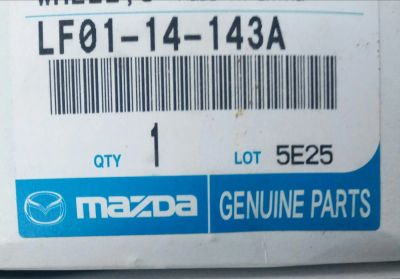 LF01-14-143A
QTY 1 LOT 5E25
mazda GENUINE PARTS